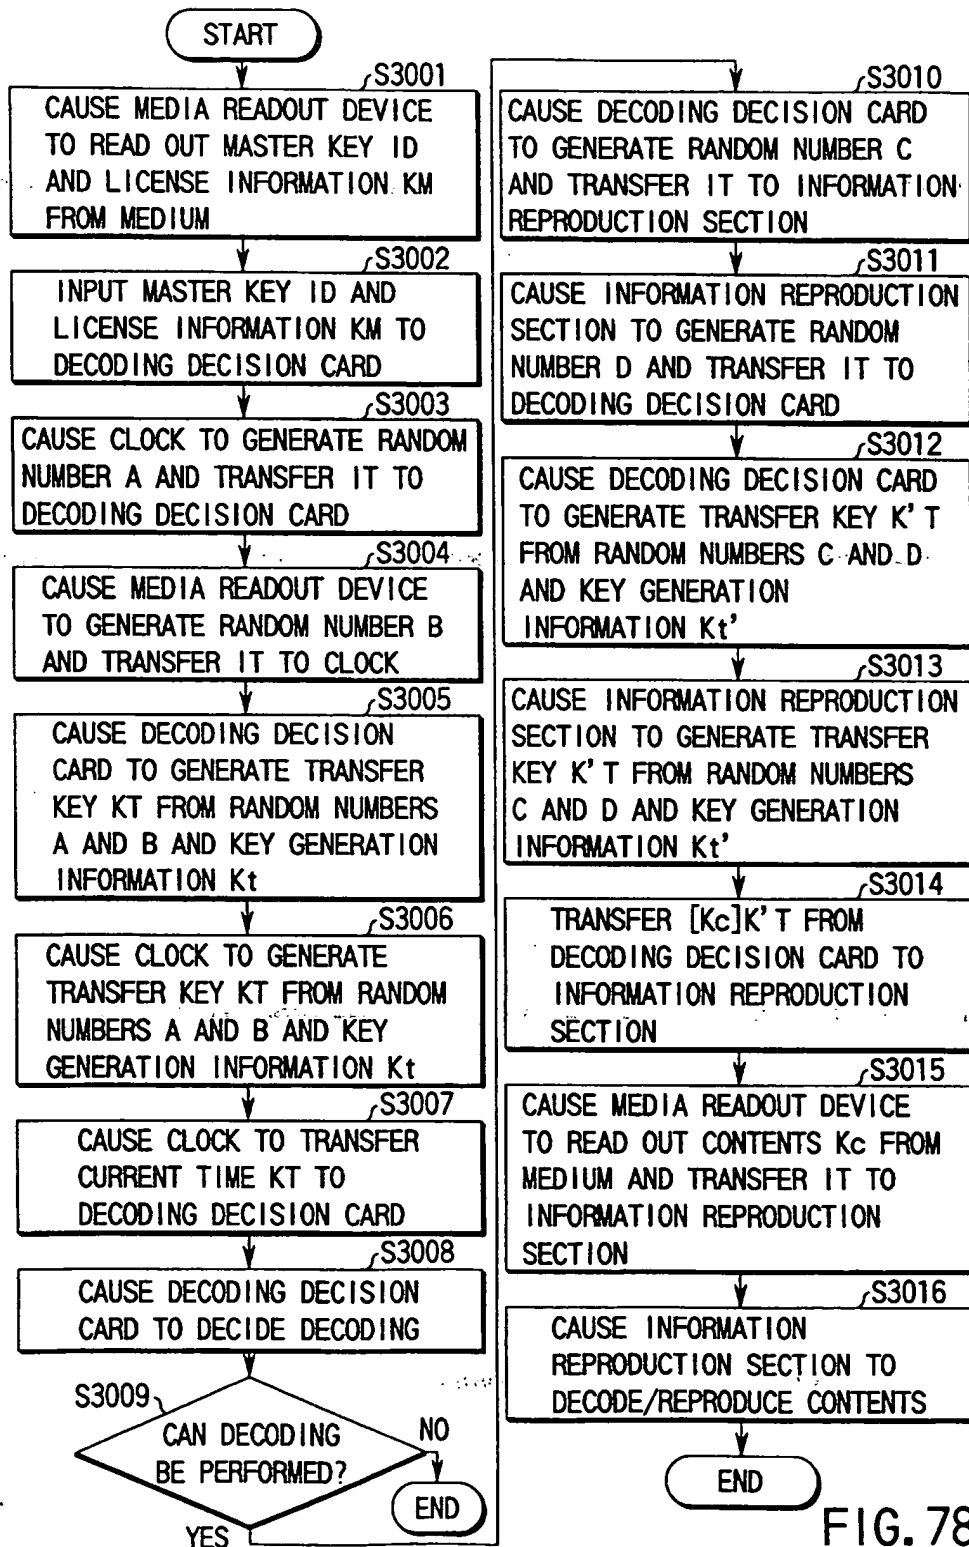 START
S3001
CAUSE MEDIA READOUT DEVICE
TO READ OUT MASTER KEY ID
AND LICENSE INFORMATION KM
FROM MEDIUM
S3002
INPUT MASTER KEY ID AND
LICENSE INFORMATION KM TO
DECODING DECISION CARD
S3003
CAUSE CLOCK TO GENERATE RANDOM
NUMBER A AND TRANSFER IT TO
DECODING DECISION CARD
S3004
CAUSE MEDIA READOUT DEVICE
TO GENERATE RANDOM NUMBER B
AND TRANSFER IT TO CLOCK
S3005
CAUSE DECODING DECISION
CARD TO GENERATE TRANSFER
KEY KT FROM RANDOM NUMBERS
A AND B AND KEY GENERATION
INFORMATION Kt
S3006
CAUSE CLOCK TO GENERATE
TRANSFER KEY KT FROM RANDOM
NUMBERS A AND B AND KEY
GENERATION INFORMATION Kt
S3007
CAUSE CLOCK TO TRANSFER
CURRENT TIME KT TO
DECODING DECISION CARD
S3008
CAUSE DECODING DECISION
CARD TO DECIDE DECODING
S3009
CAN DECODING
BE PERFORMED?
NO
END
YES
S3010
CAUSE DECODING DECISION CARD
TO GENERATE RANDOM NUMBER C
AND TRANSFER IT TO INFORMATION
REPRODUCTION SECTION
S3011
CAUSE INFORMATION REPRODUCTION
SECTION TO GENERATE RANDOM
NUMBER D AND TRANSFER IT TO
DECODING DECISION CARD
S3012
CAUSE DECODING DECISION CARD
TO GENERATE TRANSFER KEY K'T
FROM RANDOM NUMBERS C AND D
AND KEY GENERATION
INFORMATION Kt'
S3013
CAUSE INFORMATION REPRODUCTION
SECTION TO GENERATE TRANSFER
KEY K'T FROM RANDOM NUMBERS
C AND D AND KEY GENERATION
INFORMATION Kt'
S3014
TRANSFER [Kc]K'T FROM
DECODING DECISION CARD TO
INFORMATION REPRODUCTION
SECTION
S3015
CAUSE MEDIA READOUT DEVICE
TO READ OUT CONTENTS Kc FROM
MEDIUM AND TRANSFER IT TO
INFORMATION REPRODUCTION
SECTION
S3016
CAUSE INFORMATION
REPRODUCTION SECTION TO
DECODE/REPRODUCE CONTENTS
END
FIG. 78